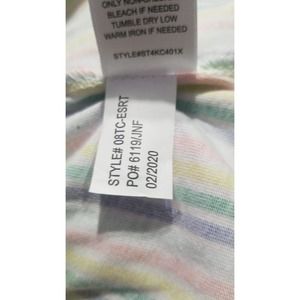 ONLY NON-CHLORINE
BLEACH IF NEEDED
TUMBLE DRY LOW
WARM IRON IF NEEDED
STYLE#ST4KC401X
STYLE# 08TC-ESRT
PO# 6119/JNF
02/2020